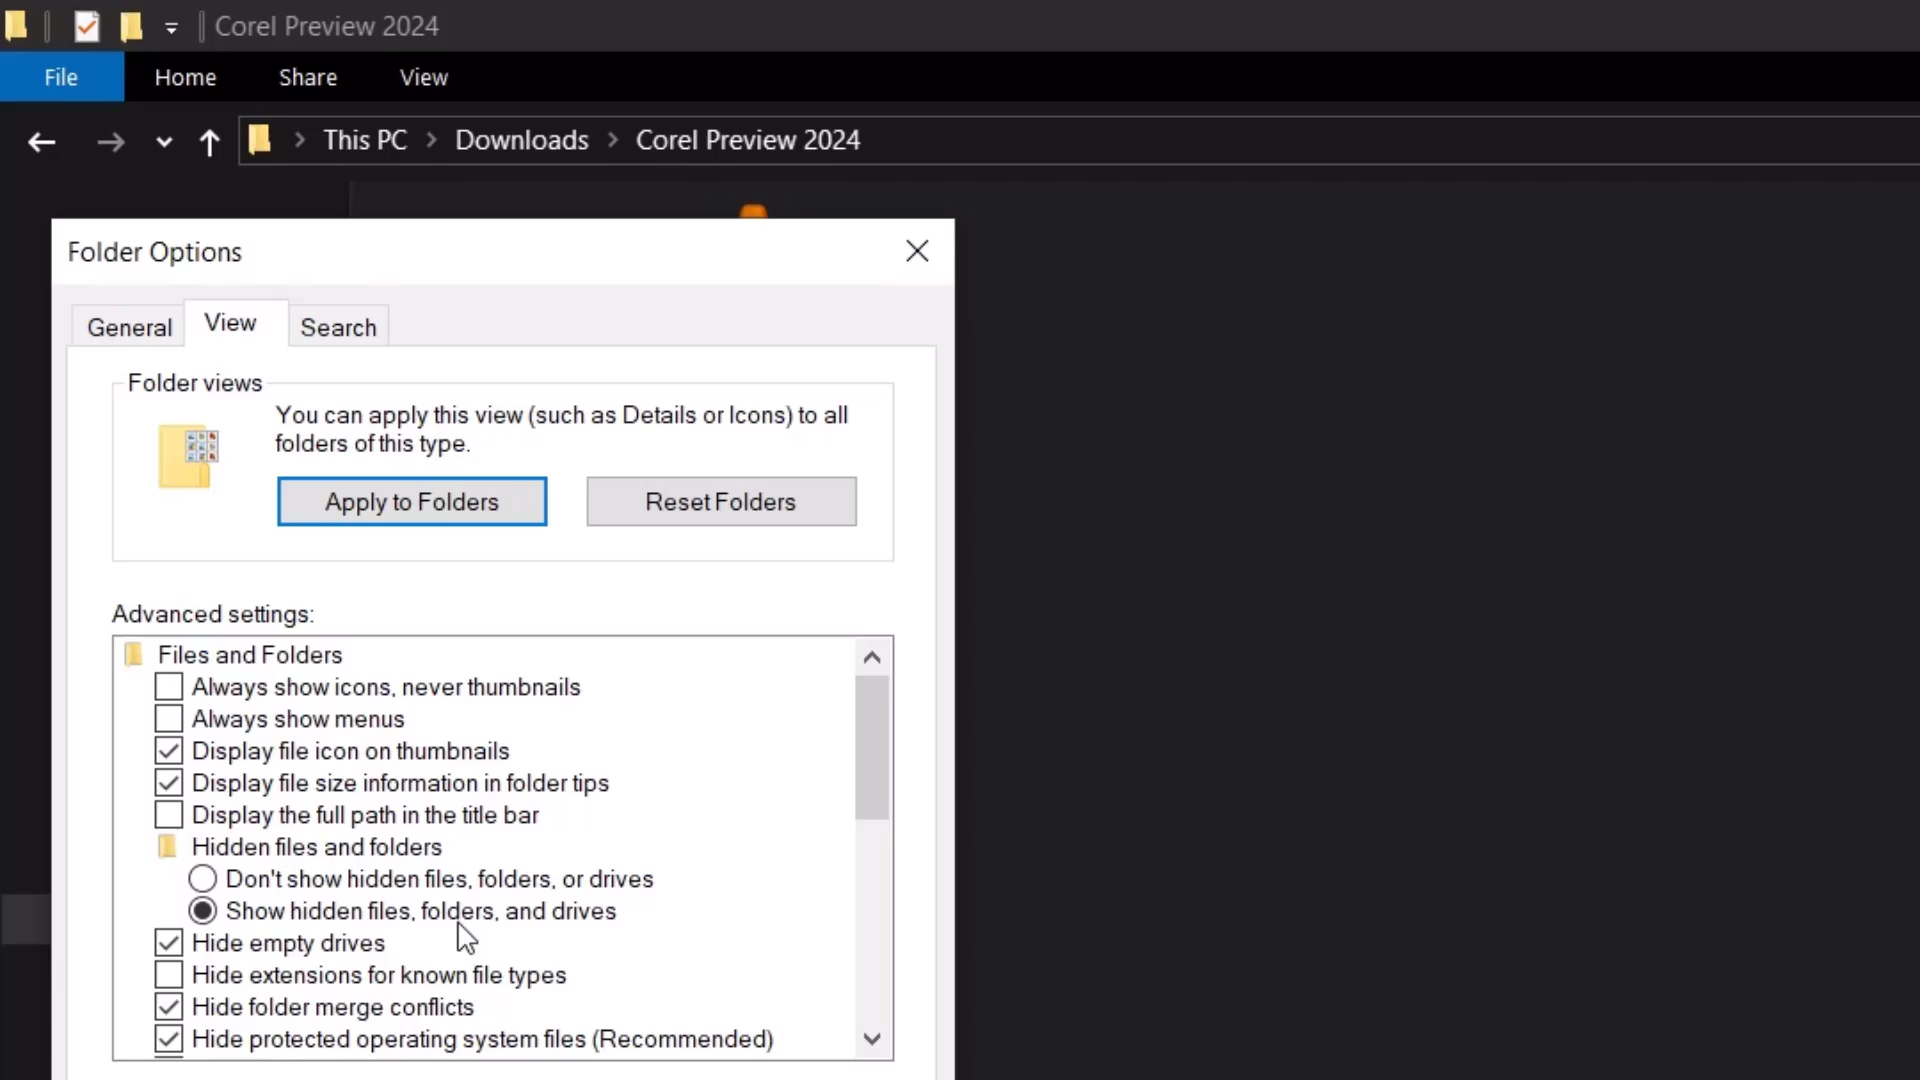 Corel Preview 2024
File Home Share View
This PC > Downloads > Corel Preview 2024
Folder Options
General View Search
Folder views
You can apply this view (such as Details or Icons) to all
folders of this type.
Apply to Folders Reset Folders
Advanced settings:
Files and Folders
Always show icons, never thumbnails
Always show menus
Display file icon on thumbnails
Display file size information in folder tips
Display the full path in the title bar
Hidden files and folders
Don't show hidden files, folders, or drives
Show hidden files, folders, and drives
Hide empty drives
Hide extensions for known file types
Hide folder merge conflicts
Hide protected operating system files (Recommended)